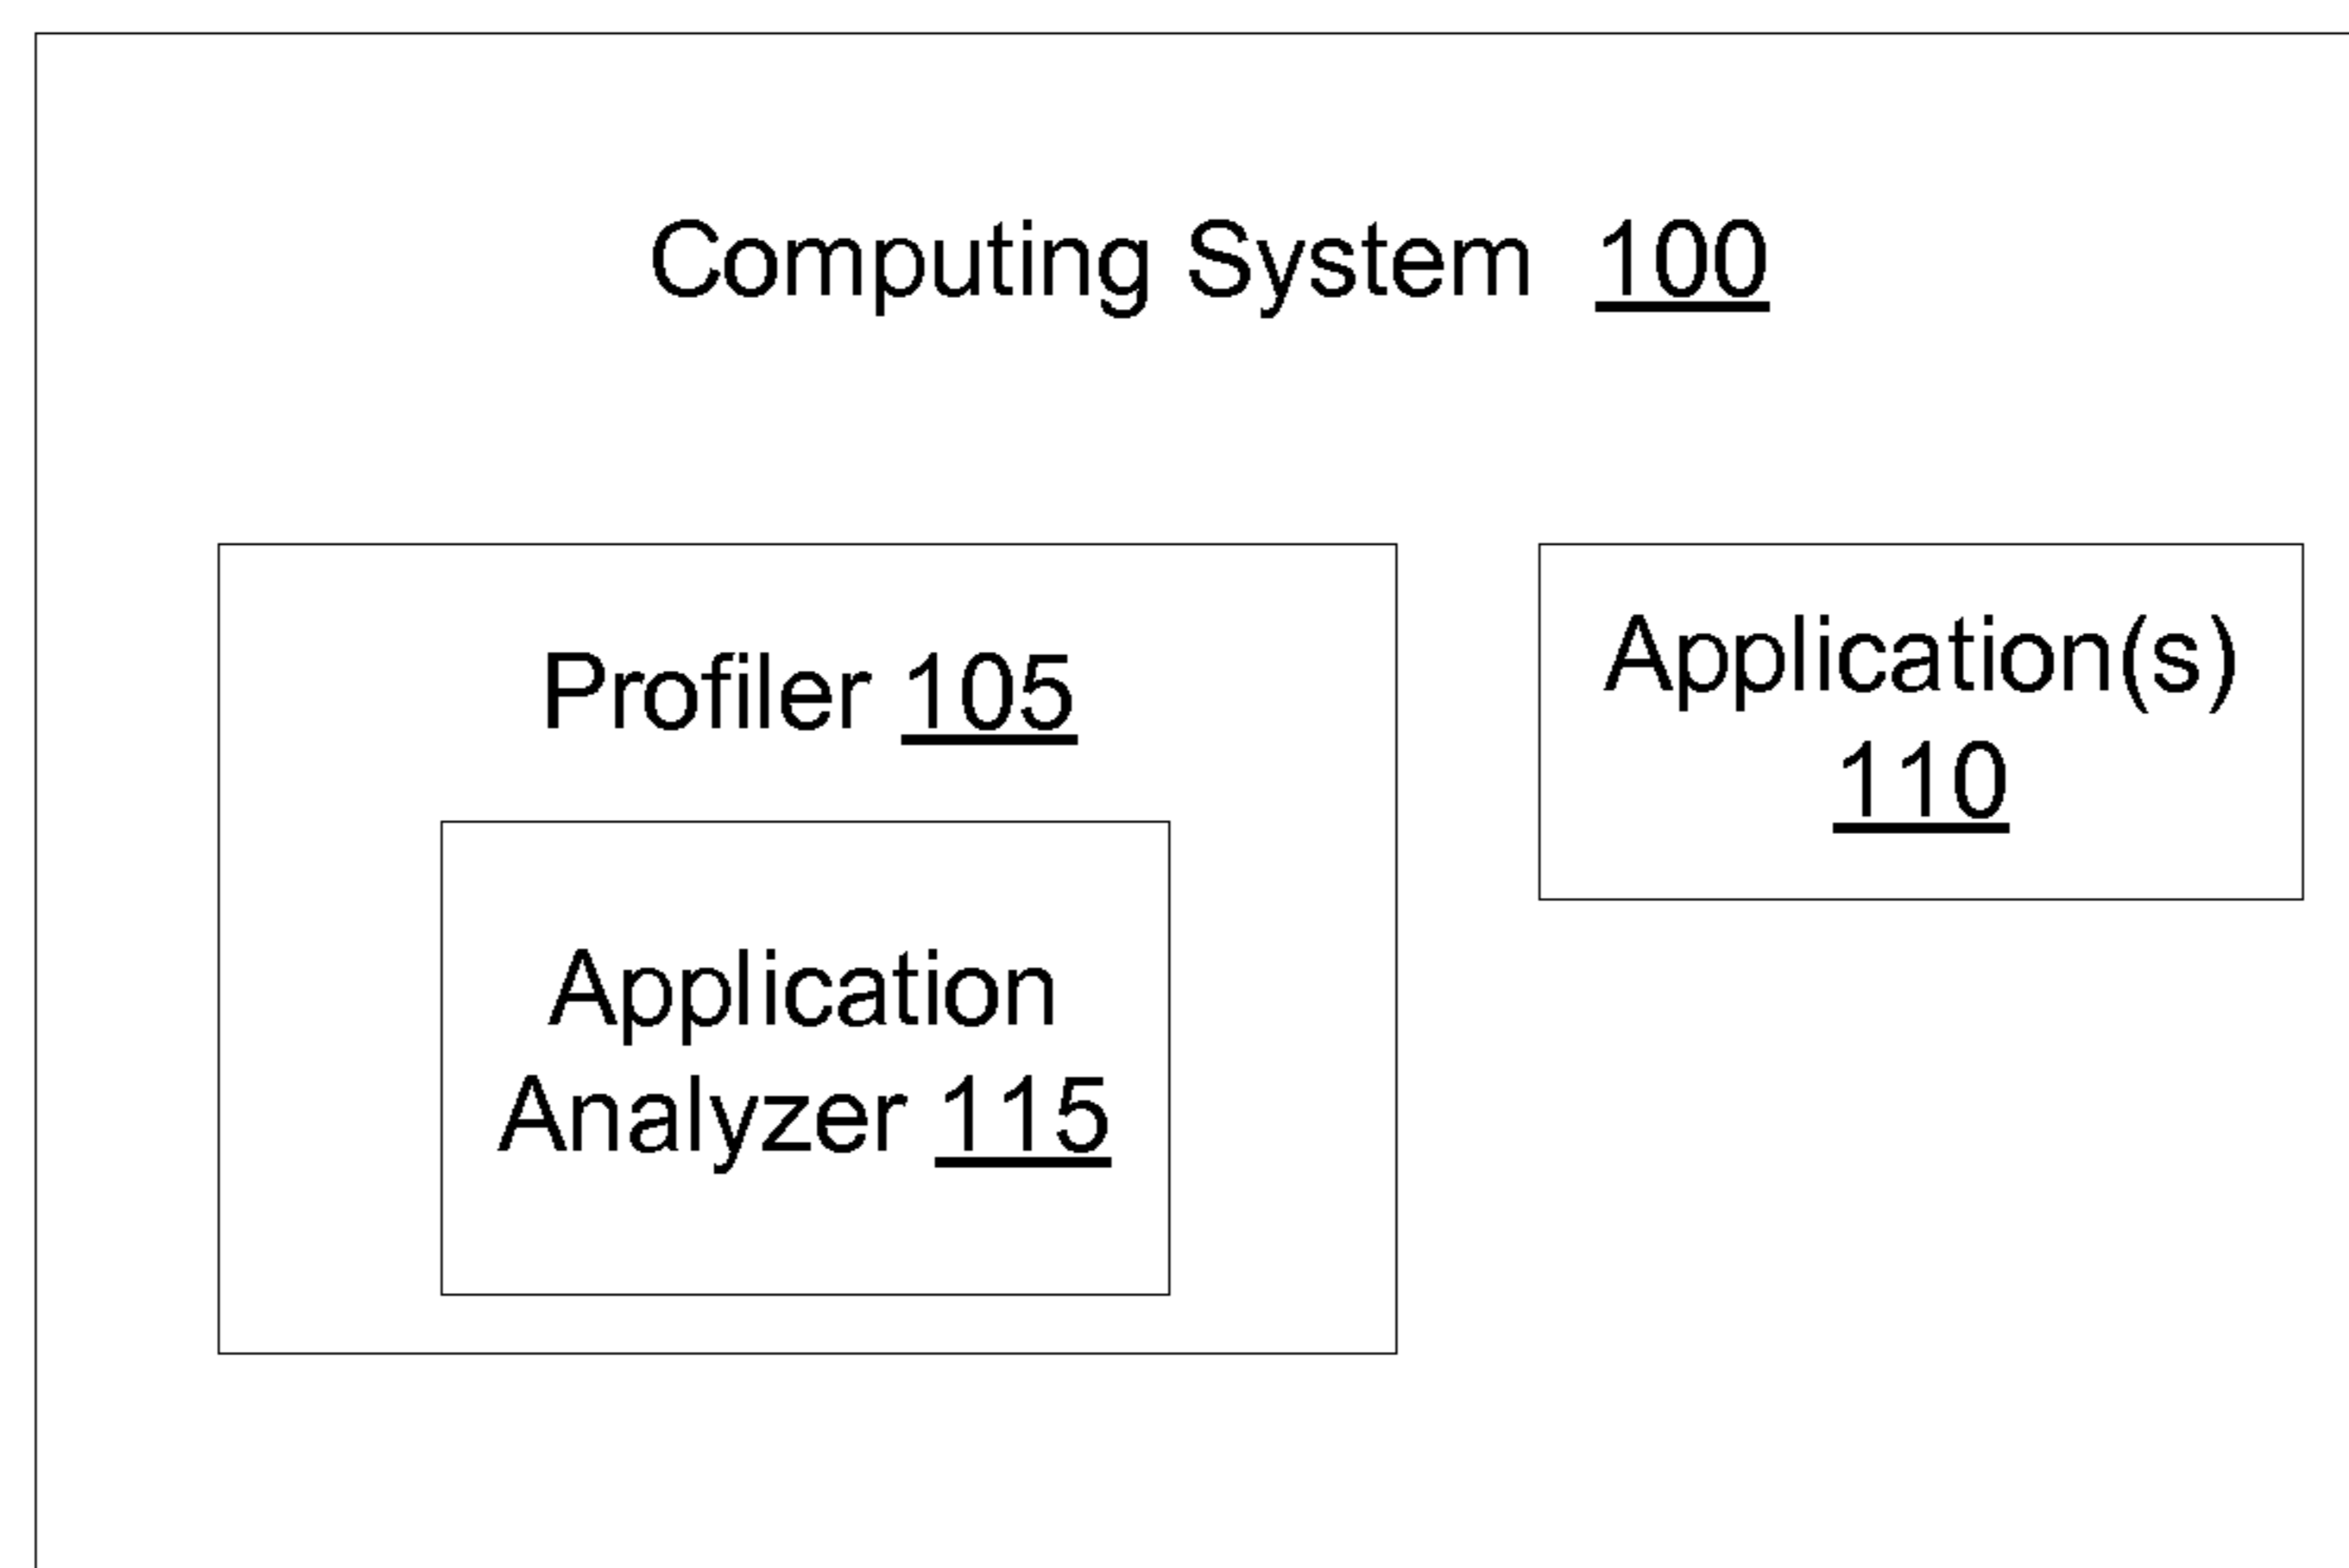 Computing System 100
Profiler 105
Application
Analyzer 115
Application(s)
110